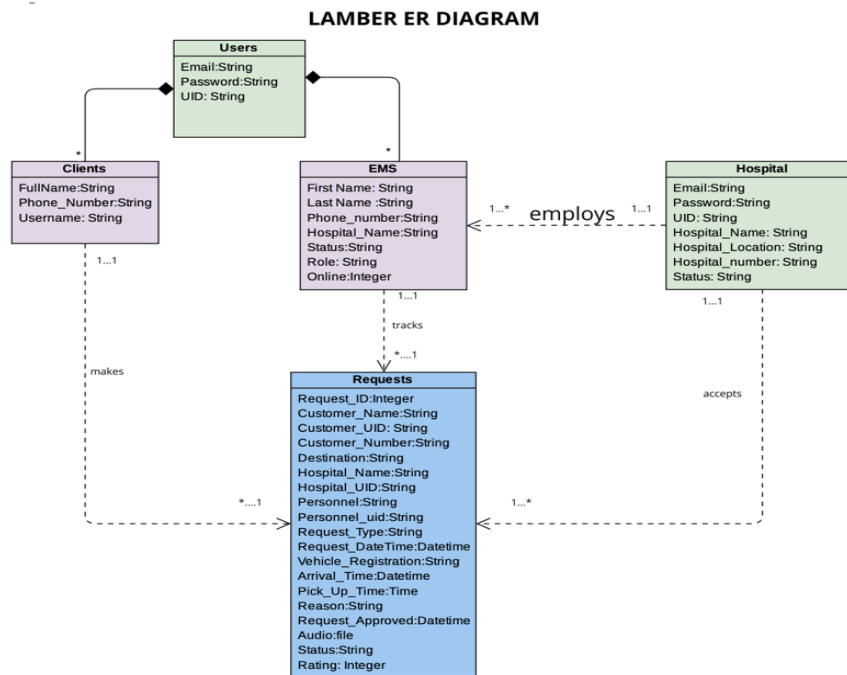 LAMBER ER DIAGRAM
Users
Email:String
Password:String
UID: String
*
*
Clients
FullName:String
Phone_Number:String
Username: String
EMS
First Name: String
Last Name :String
Phone_number:String
Hospital_Name:String
Status:String
Role: String
Online:Integer
1...*
employs
1...1
Hospital
Email:String
Password:String
UID: String
Hospital_Name: String
Hospital_Location: String
Hospital_number: String
Status: String
1...1
1...1
1...1
tracks
*....1
makes
accepts
*....1
1...*
Requests
Request_ID:Integer
Customer_Name:String
Customer_UID: String
Customer_Number:String
Destination:String
Hospital_Name:String
Hospital_UID:String
Personnel:String
Personnel_uid:String
Request_Type:String
Request_DateTime:Datetime
Vehicle_Registration:String
Arrival_Time:Datetime
Pick_Up_Time:Time
Reason:String
Request_Approved:Datetime
Audio:file
Status:String
Rating: Integer